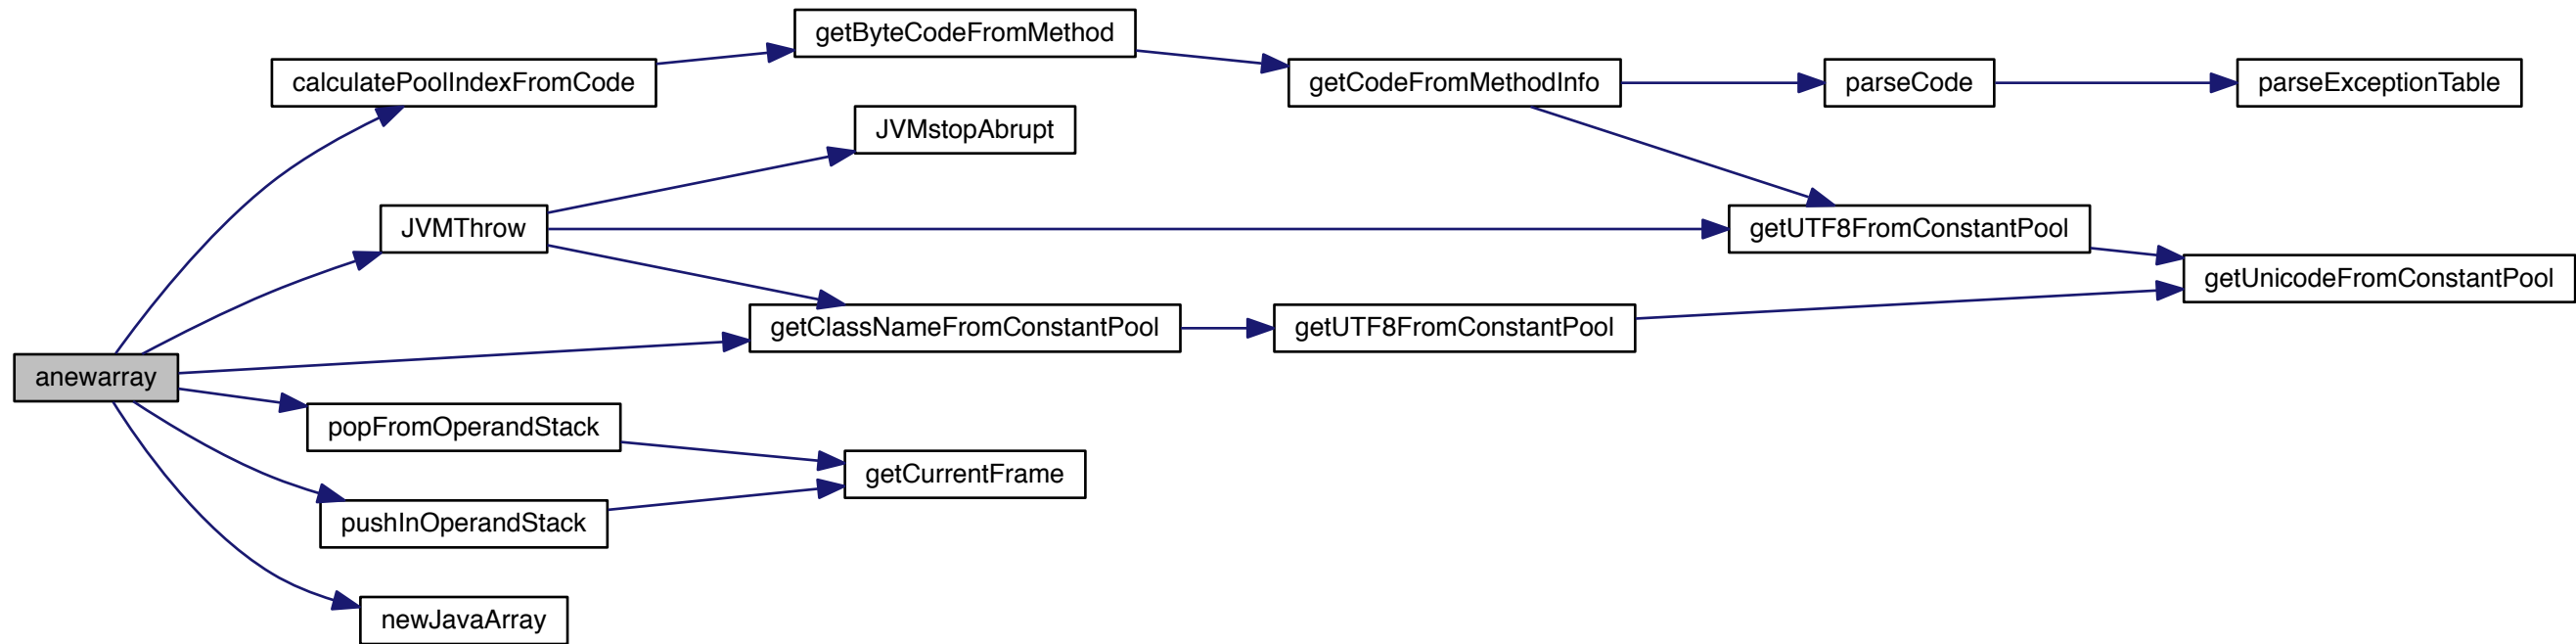 getByteCodeFromMethod
calculatePoolIndexFromCode
getCodeFromMethodInfo
parseCode
parseExceptionTable
JVMstopAbrupt
JVMThrow
getUTF8FromConstantPool
getUnicodeFromConstantPool
getClassNameFromConstantPool
getUTF8FromConstantPool
anewarray
popFromOperandStack
getCurrentFrame
pushInOperandStack
newJavaArray